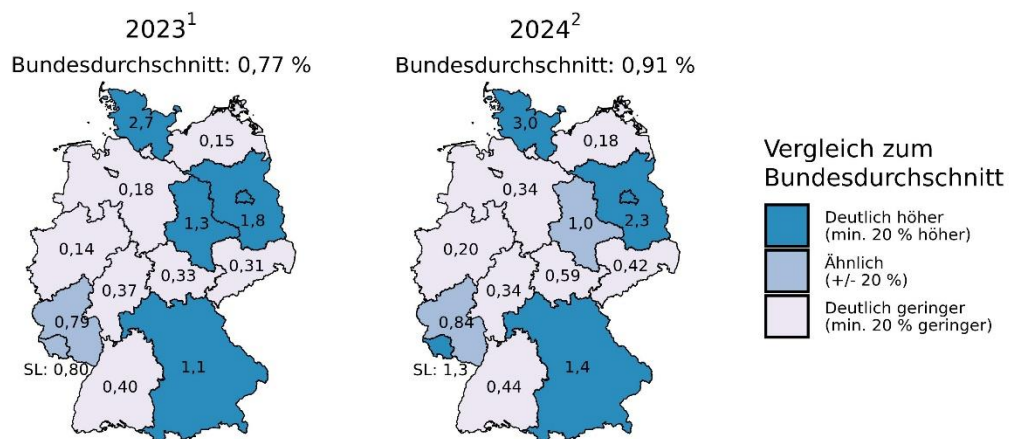 2023¹
Bundesdurchschnitt: 0,77 %
2,7
0,15
0,18
1,3
1,8
0,14
0,33
0,31
0,37
0,79
SL: 0,80
1,1
0,40
2024²
Bundesdurchschnitt: 0,91 %
3,0
0,18
0,34
1,0
2,3
0,20
0,59
0,42
0,34
0,84
SL: 1,3
1,4
0,44
Vergleich zum
Bundesdurchschnitt
Deutlich höher
(min. 20 % höher)
Ähnlich
(+/- 20 %)
Deutlich geringer
(min. 20 % geringer)